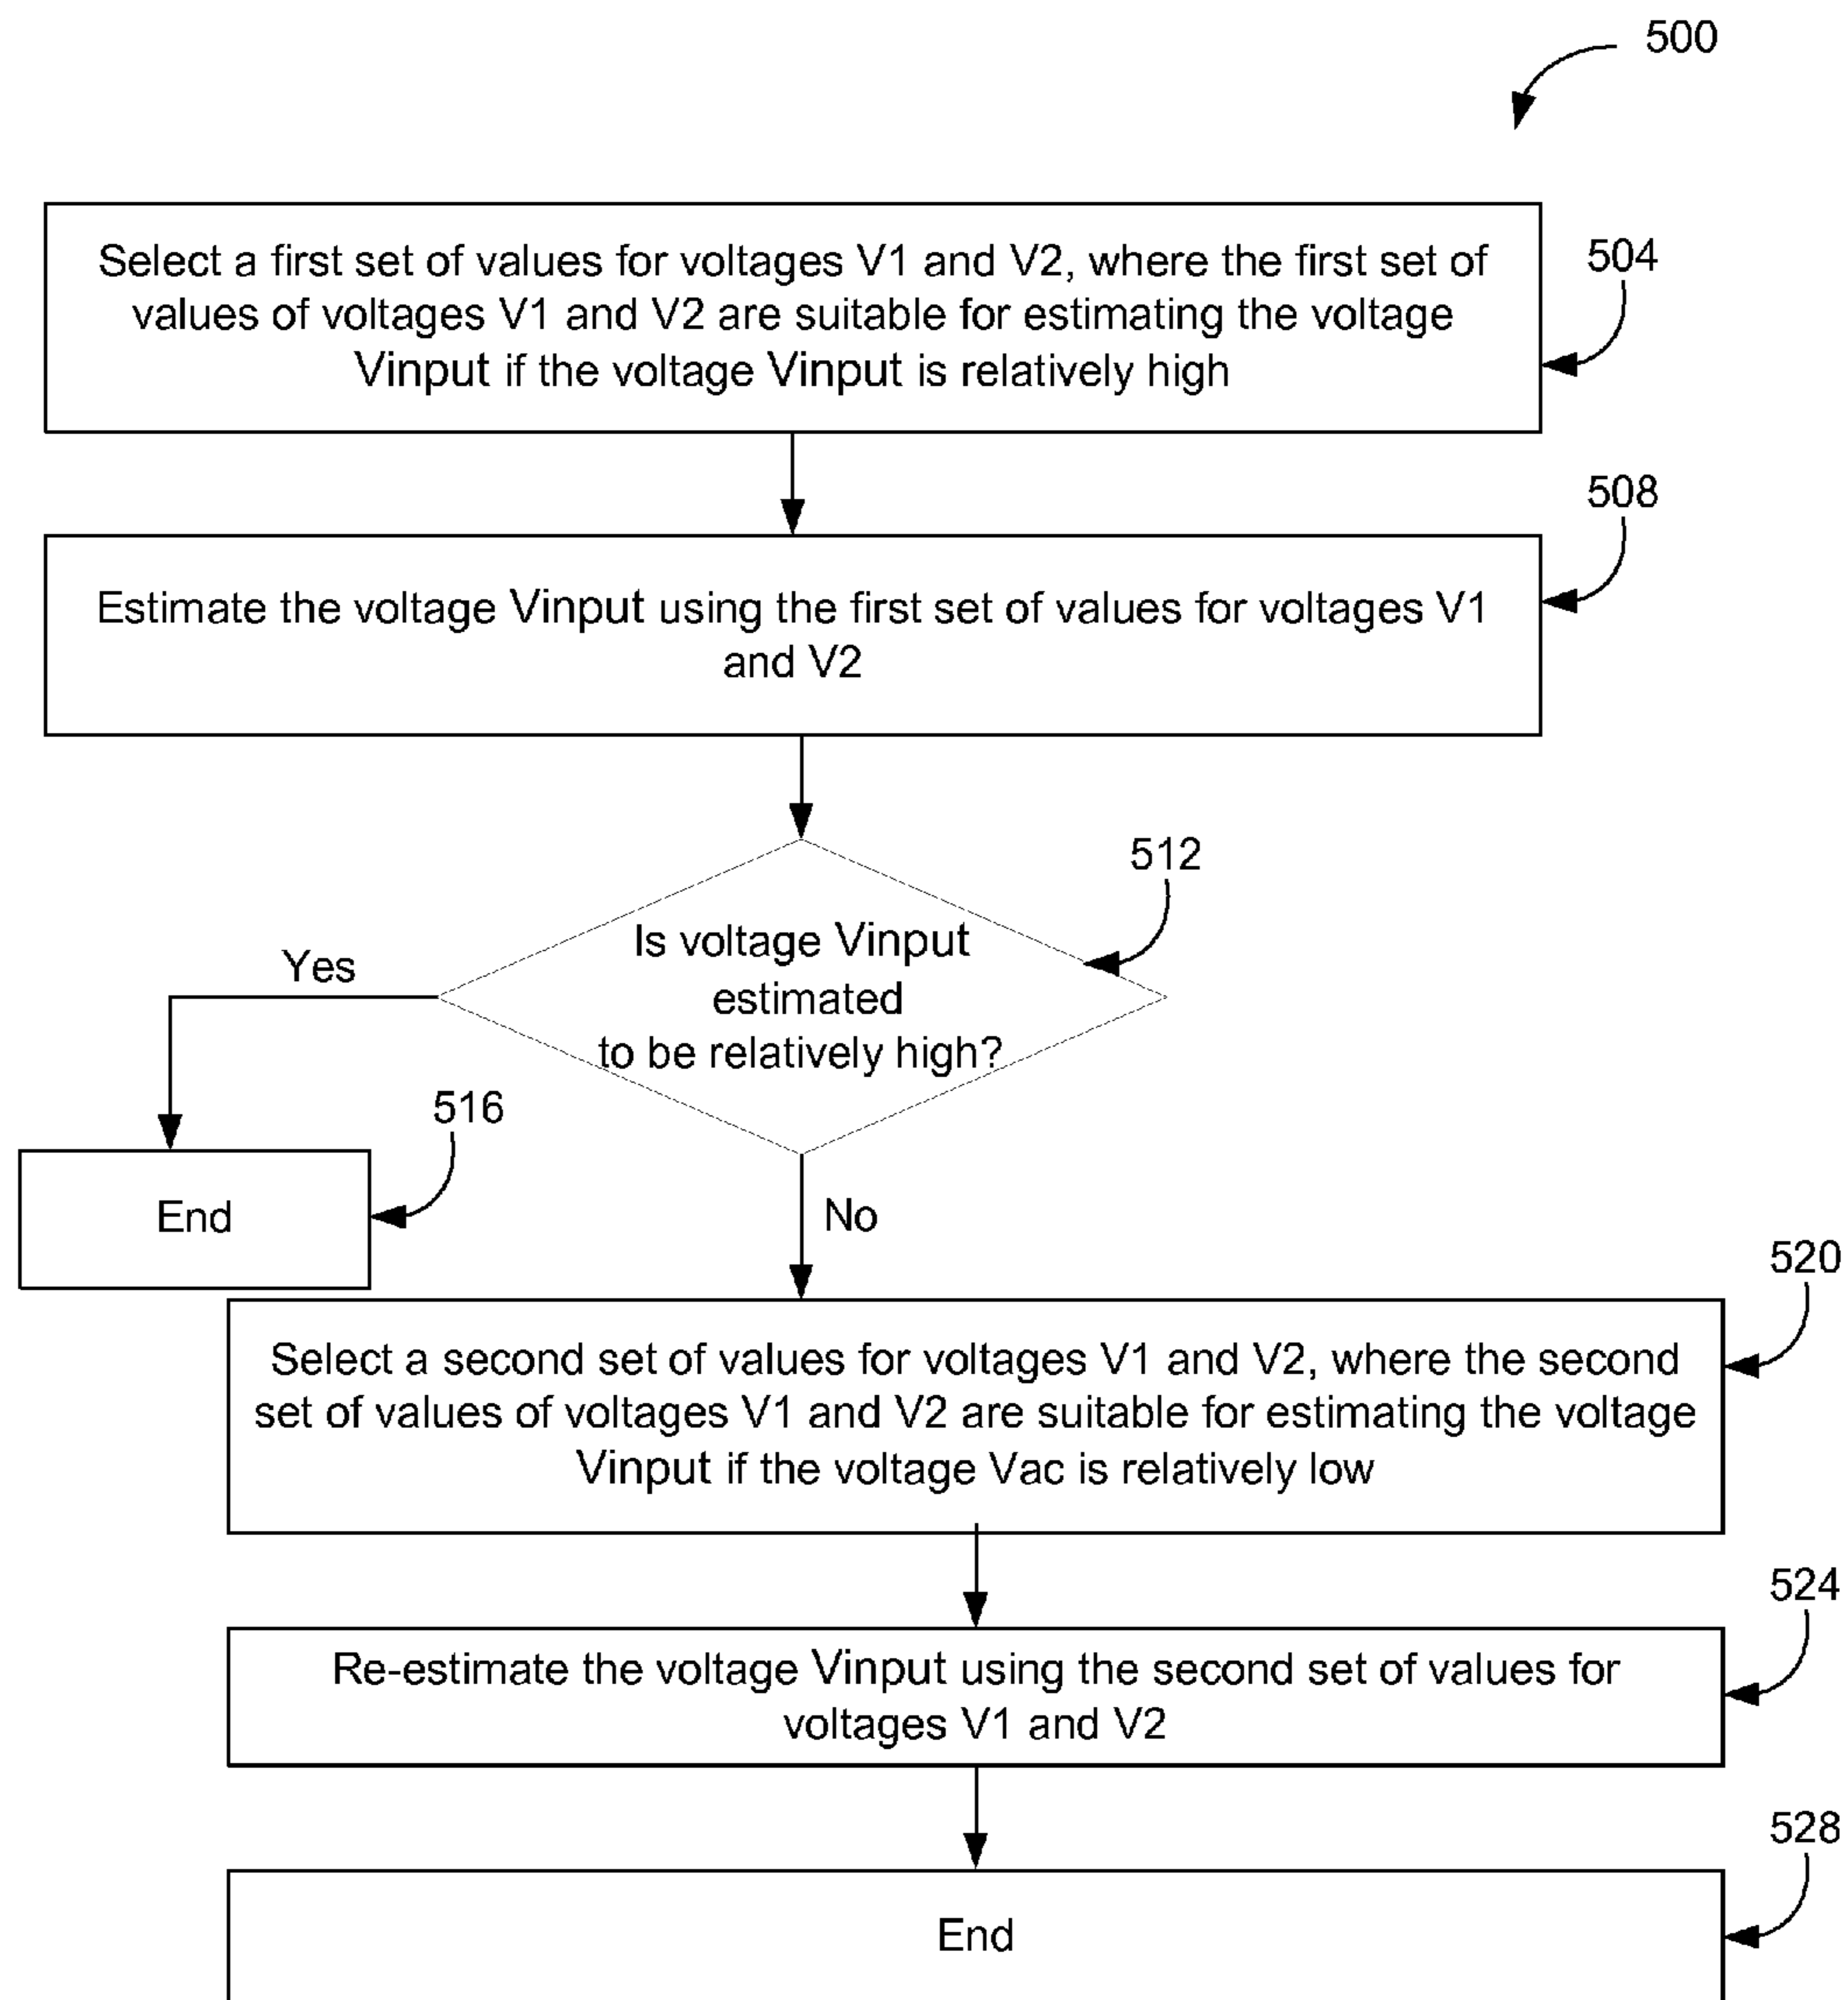 500
Select a first set of values for voltages V1 and V2, where the first set of
values of voltages V1 and V2 are suitable for estimating the voltage
Vinput if the voltage Vinput is relatively high
504
508
Estimate the voltage Vinput using the first set of values for voltages V1
and V2
512
Is voltage Vinput
estimated
to be relatively high?
Yes
516
End
No
520
Select a second set of values for voltages V1 and V2, where the second
set of values of voltages V1 and V2 are suitable for estimating the voltage
Vinput if the voltage Vac is relatively low
524
Re-estimate the voltage Vinput using the second set of values for
voltages V1 and V2
528
End